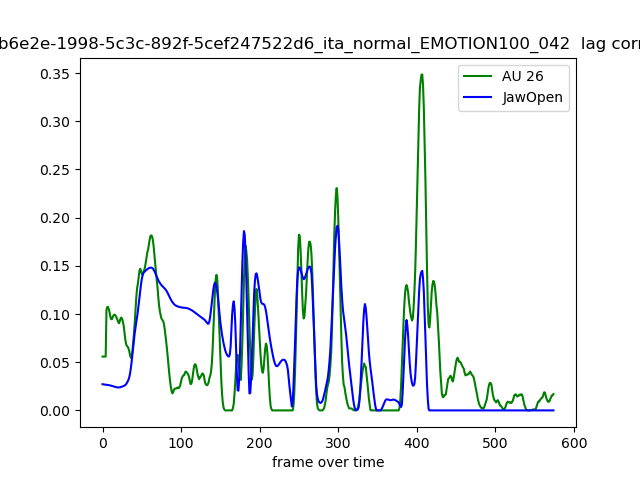 b6e2e-1998-5c3c-892f-5cef247522d6_ita_normal_EMOTION100_042 lag corr
AU 26
JawOpen
0.35
0.30
0.25
0.20
0.15
0.10
0.05
0.00
0 100 200 300 400 500 600
frame over time